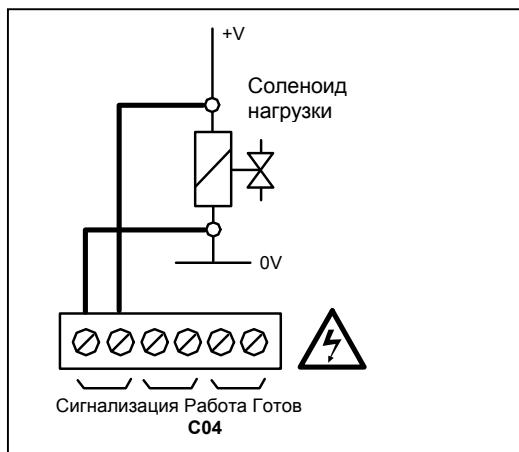 +V
Соленоид
нагрузки
0V
Сигнализация Работа Готов
C04